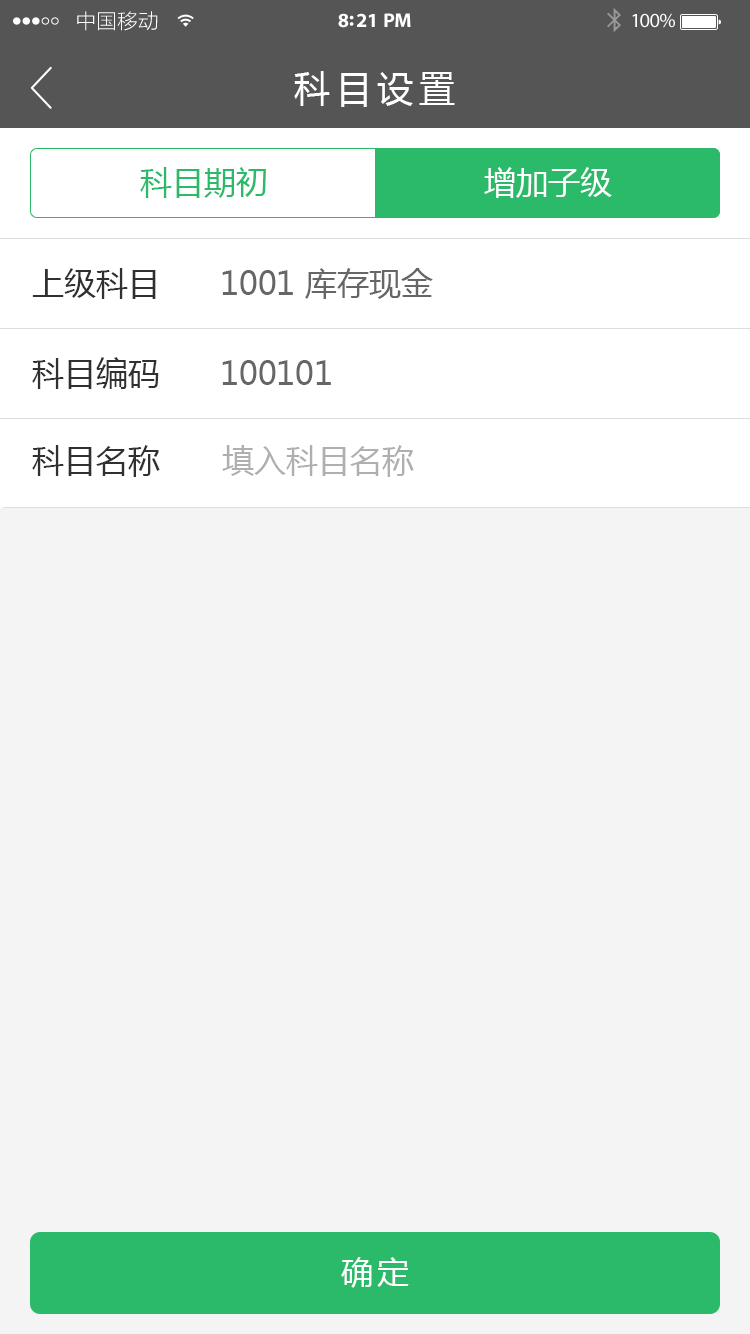 中国移动 8:21 PM 100%
科目设置
科目期初 增加子级
上级科目 1001 库存现金
科目编码 100101
科目名称 填入科目名称
确定